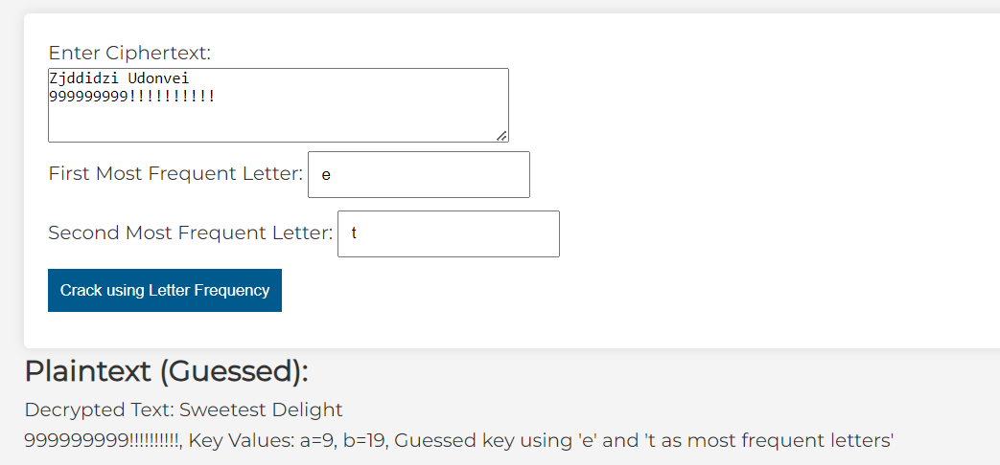 Enter Ciphertext:
Zjddidzi Udonvei
999999999!!!!!!!!!!
First Most Frequent Letter: e
Second Most Frequent Letter: t
Crack using Letter Frequency
Plaintext (Guessed):
Decrypted Text: Sweetest Delight
999999999!!!!!!!!!!, Key Values: a=9, b=19, Guessed key using 'e' and 't as most frequent letters'